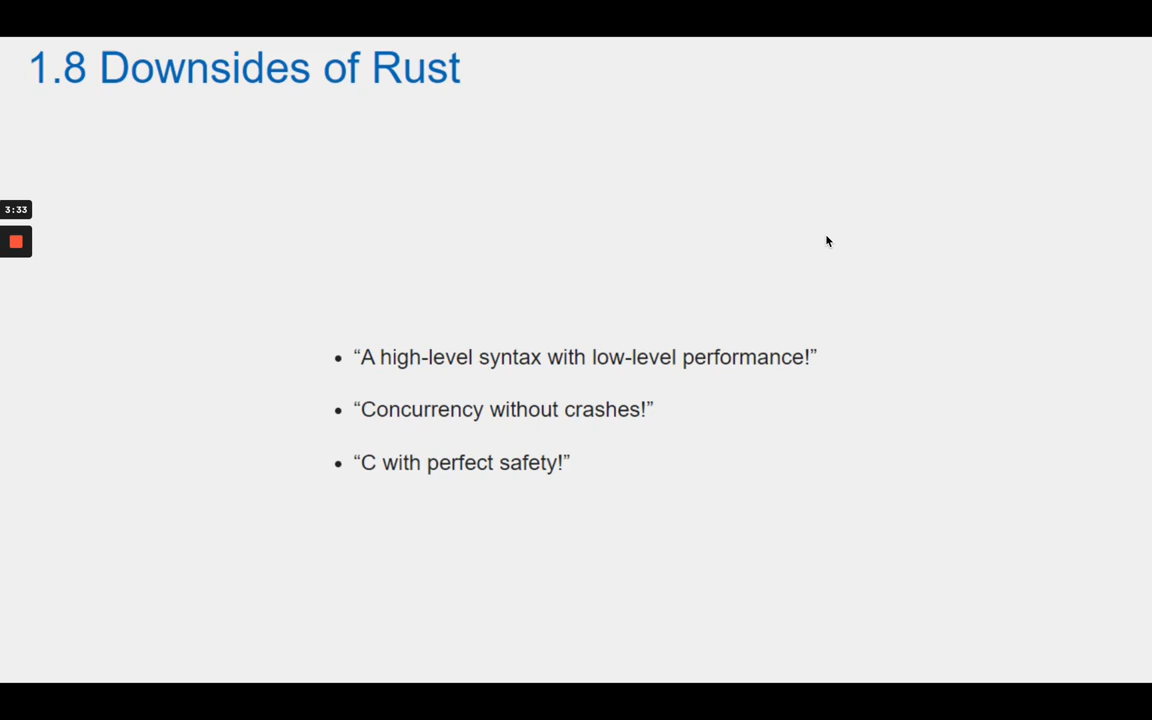 1.8 Downsides of Rust
3:33
• “A high-level syntax with low-level performance!”
• “Concurrency without crashes!”
• “C with perfect safety!”